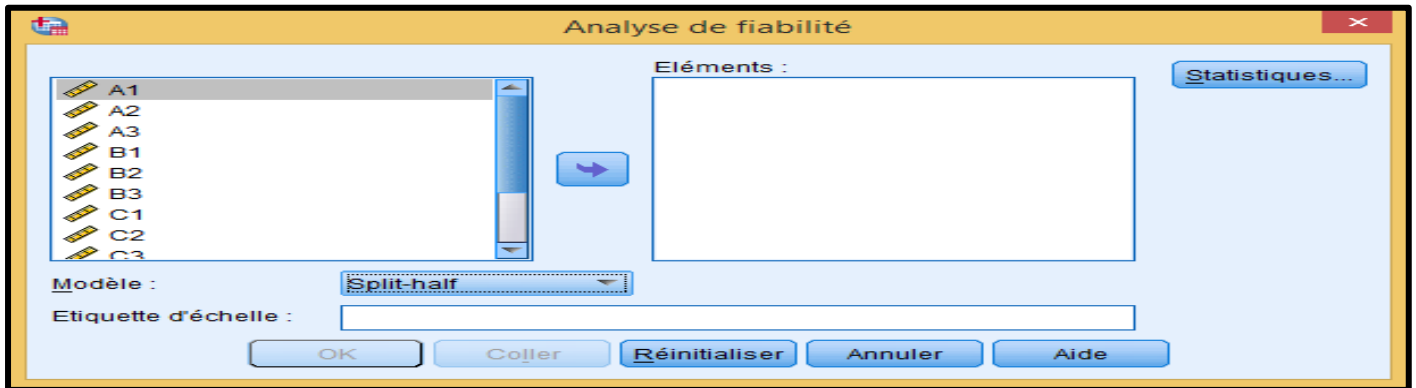 Analyse de fiabilité
Eléments :
Statistiques...
A1
A2
A3
B1
B2
B3
C1
C2
C3
Modèle :
Split-half
Etiquette d'échelle :
OK Coller Réinitialiser Annuler Aide